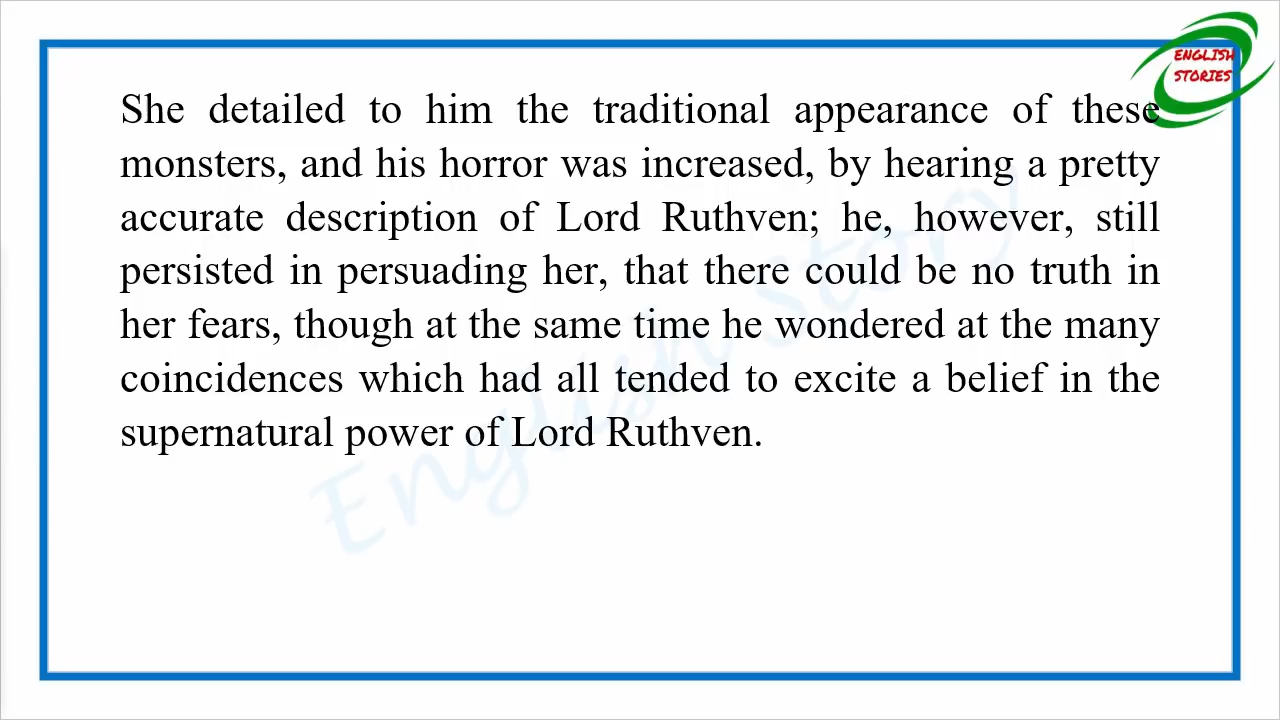 ENGLISH
STORIES
She detailed to him the traditional appearance of these
monsters, and his horror was increased, by hearing a pretty
accurate description of Lord Ruthven; he, however, still
persisted in persuading her, that there could be no truth in
her fears, though at the same time he wondered at the many
coincidences which had all tended to excite a belief in the
supernatural power of Lord Ruthven.
English Story